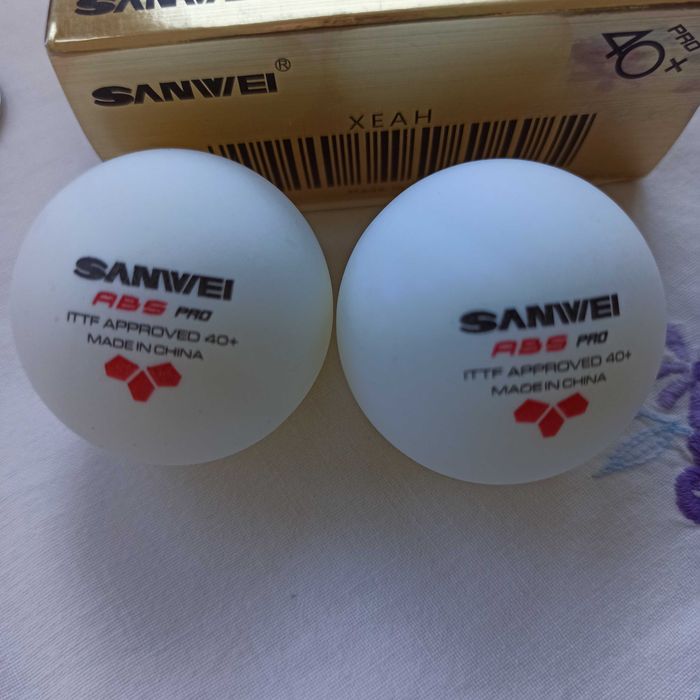 SANWEI
SANWEI®
40+ PRO
XEAH
SANWEI
ABS PRO
ITTF APPROVED 40+
MADE IN CHINA
SANWEI
ABS PRO
ITTF APPROVED 40+
MADE IN CHINA